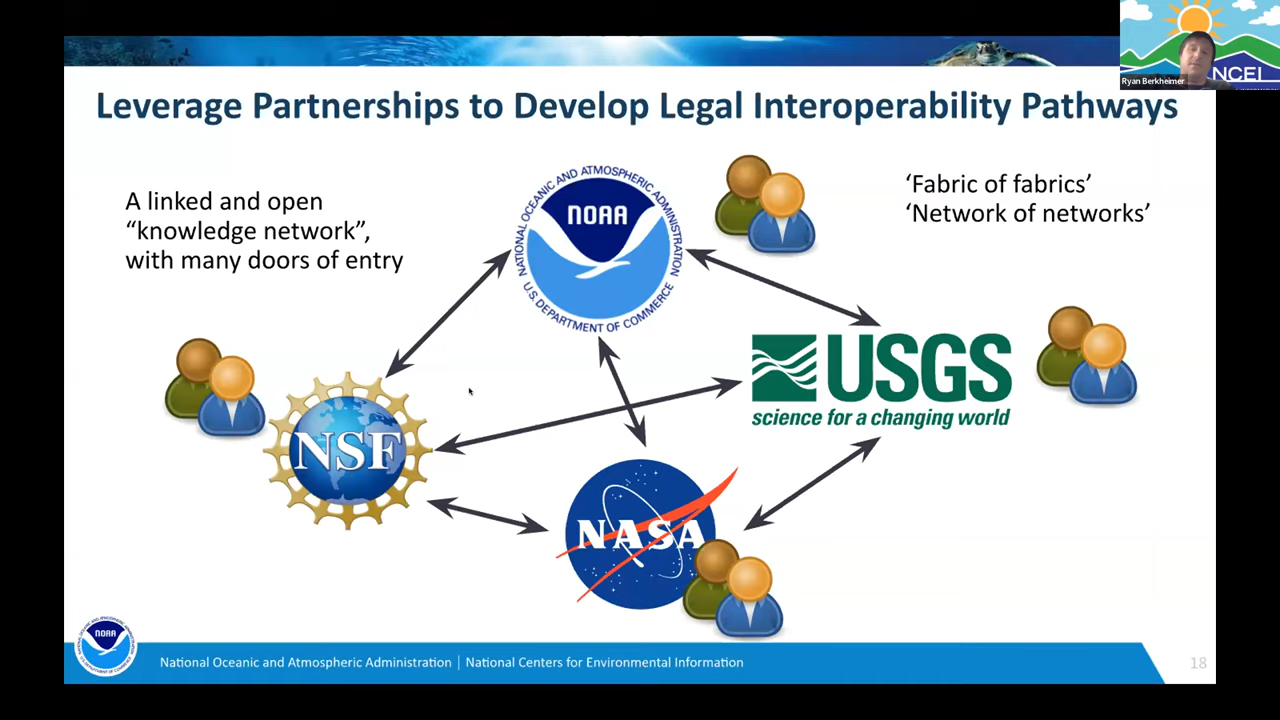 Ryan Berkheimer
NCEI
Leverage Partnerships to Develop Legal Interoperability Pathways
A linked and open
“knowledge network”,
with many doors of entry
‘Fabric of fabrics’
‘Network of networks’
NATIONAL OCEANIC AND ATMOSPHERIC ADMINISTRATION
NOAA
U.S. DEPARTMENT OF COMMERCE
USGS
science for a changing world
NSF
NASA
NOAA
National Oceanic and Atmospheric Administration | National Centers for Environmental Information
18